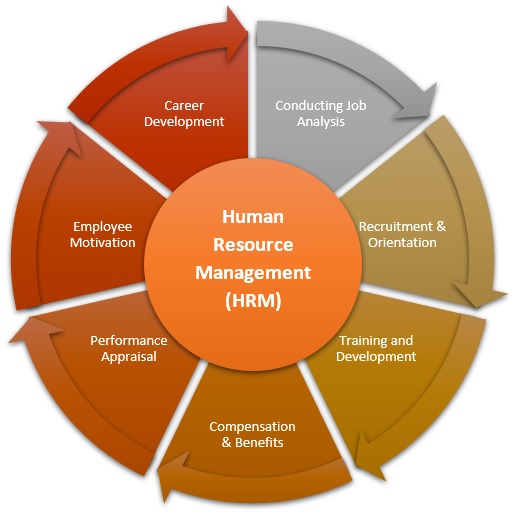 Human
Resource
Management
(HRM)
Conducting Job
Analysis
Recruitment &
Orientation
Training and
Development
Compensation
& Benefits
Performance
Appraisal
Employee
Motivation
Career
Development